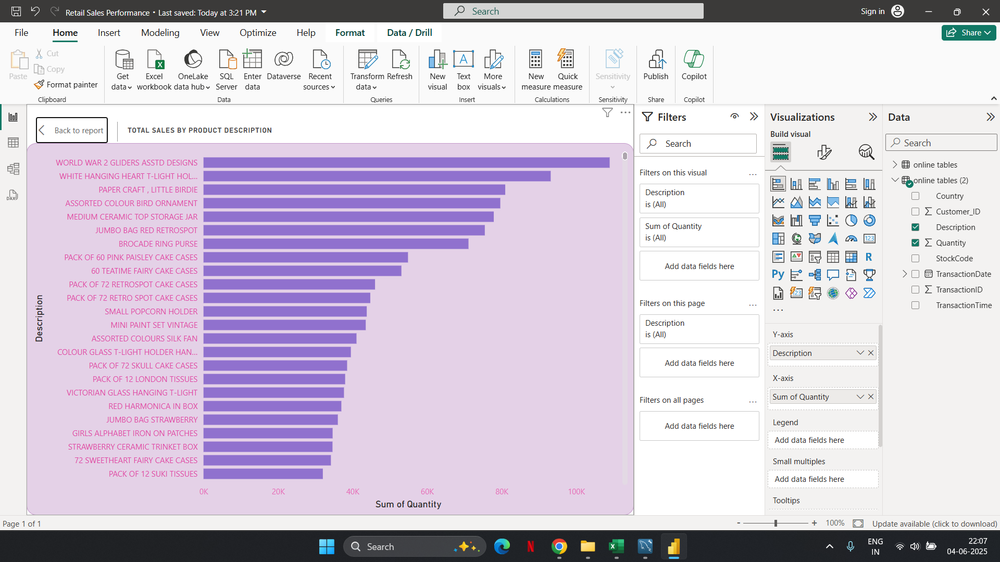 Retail Sales Performance • Last saved: Today at 3:21 PM
Search
Sign in
File Home Insert Modeling View Optimize Help Format Data / Drill
Share
Paste
Cut
Copy
Format painter
Clipboard
Get data
Excel workbook
OneLake data hub
SQL Server
Enter data
Dataverse
Recent sources
Data
Transform data
Refresh
Queries
New visual
Text box
More visuals
Insert
New measure
Quick measure
Calculations
Sensitivity
Sensitivity
Publish
Share
Copilot
Copilot
DAX
Back to report
TOTAL SALES BY PRODUCT DESCRIPTION
Description
WORLD WAR 2 GLIDERS ASSTD DESIGNS
WHITE HANGING HEART T-LIGHT HOL...
PAPER CRAFT , LITTLE BIRDIE
ASSORTED COLOUR BIRD ORNAMENT
MEDIUM CERAMIC TOP STORAGE JAR
JUMBO BAG RED RETROSPOT
BROCADE RING PURSE
PACK OF 60 PINK PAISLEY CAKE CASES
60 TEATIME FAIRY CAKE CASES
PACK OF 72 RETROSPOT CAKE CASES
PACK OF 72 RETRO SPOT CAKE CASES
SMALL POPCORN HOLDER
MINI PAINT SET VINTAGE
ASSORTED COLOURS SILK FAN
COLOUR GLASS T-LIGHT HOLDER HAN...
PACK OF 72 SKULL CAKE CASES
PACK OF 12 LONDON TISSUES
VICTORIAN GLASS HANGING T-LIGHT
RED HARMONICA IN BOX
JUMBO BAG STRAWBERRY
GIRLS ALPHABET IRON ON PATCHES
STRAWBERRY CERAMIC TRINKET BOX
72 SWEETHEART FAIRY CAKE CASES
PACK OF 12 SUKI TISSUES
0K 20K 40K 60K 80K 100K
Sum of Quantity
Filters
Search
Filters on this visual
Description
is (All)
Sum of Quantity
is (All)
Add data fields here
Filters on this page
Description
is (All)
Add data fields here
Filters on all pages
Add data fields here
Visualizations
Build visual
123
R
Py
123
Y-axis
Description
X-axis
Sum of Quantity
Legend
Add data fields here
Small multiples
Add data fields here
Tooltips
Data
Search
online tables
online tables (2)
Country
Customer_ID
Description
Quantity
StockCode
TransactionDate
TransactionID
TransactionTime
Page 1 of 1
- + 100%
Update available (click to download)
Search
ENG
IN
22:07
04-06-2025